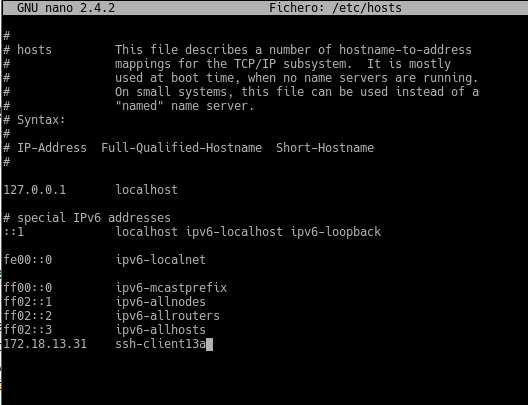 GNU nano 2.4.2 Fichero: /etc/hosts
#
# hosts This file describes a number of hostname-to-address
# mappings for the TCP/IP subsystem. It is mostly
# used at boot time, when no name servers are running.
# On small systems, this file can be used instead of a
# "named" name server.
# Syntax:
#
# IP-Address Full-Qualified-Hostname Short-Hostname
#
127.0.0.1 localhost
# special IPv6 addresses
::1 localhost ipv6-localhost ipv6-loopback
fe00::0 ipv6-localnet
ff00::0 ipv6-mcastprefix
ff02::1 ipv6-allnodes
ff02::2 ipv6-allrouters
ff02::3 ipv6-allhosts
172.18.13.31 ssh-client13a